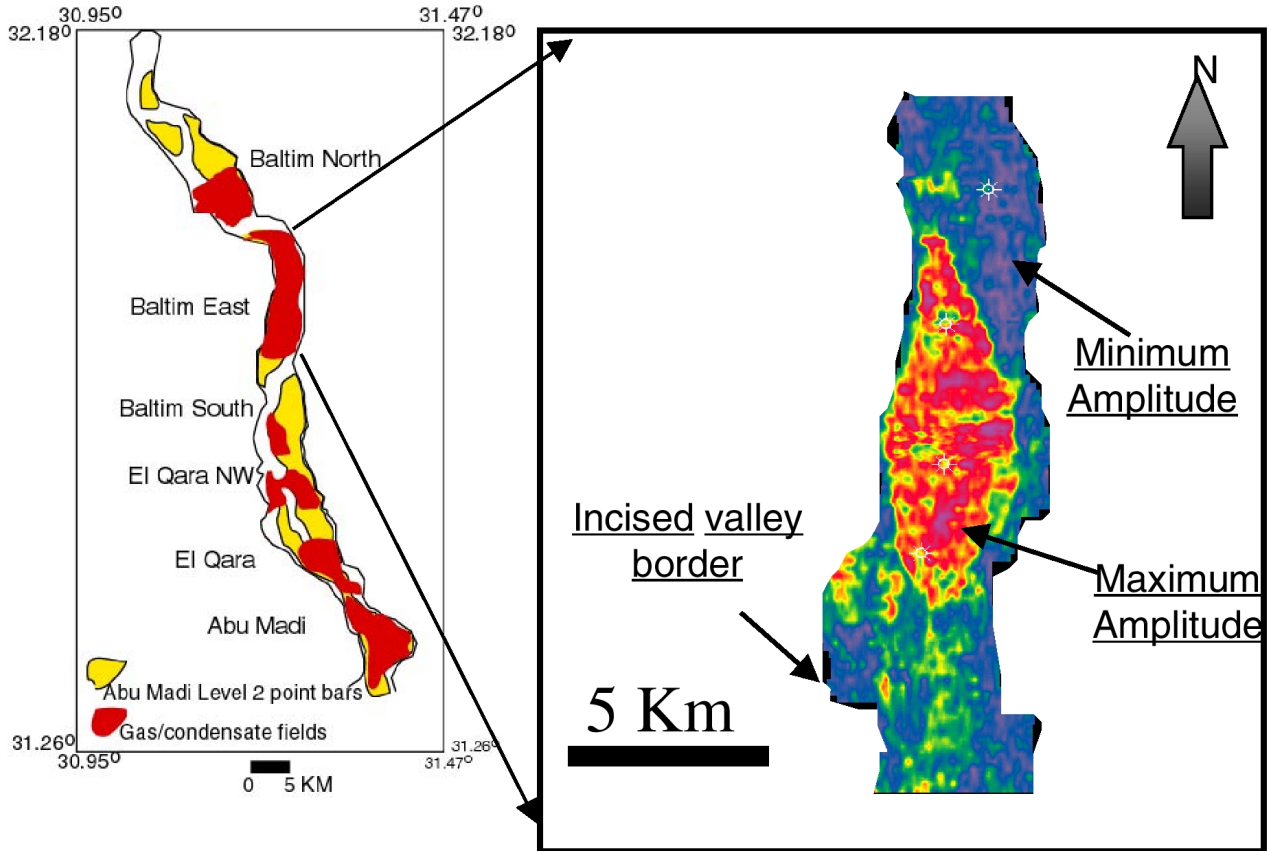 30.95⁰ 31.47⁰
32.18⁰ 32.18⁰
Baltim North
Baltim East
Baltim South
El Qara NW
El Qara
Abu Madi
Abu Madi Level 2 point bars
Gas/condensate fields
31.26⁰ 31.26⁰
30.95⁰ 31.47⁰
0 5 KM
N
Minimum
Amplitude
Incised valley
border
Maximum
Amplitude
5 Km